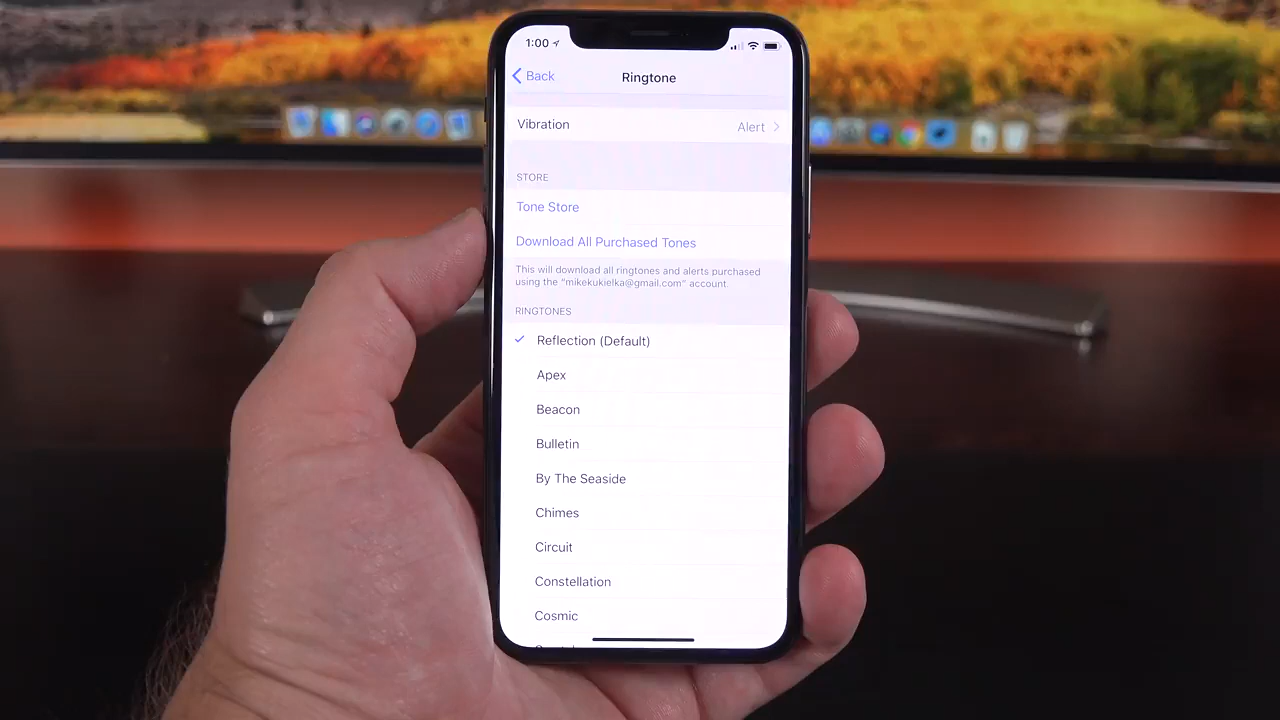 1:00
Back
Ringtone
Vibration
Alert
STORE
Tone Store
Download All Purchased Tones
This will download all ringtones and alerts purchased
using the “mikekukielka@gmail.com” account.
RINGTONES
Reflection (Default)
Apex
Beacon
Bulletin
By The Seaside
Chimes
Circuit
Constellation
Cosmic